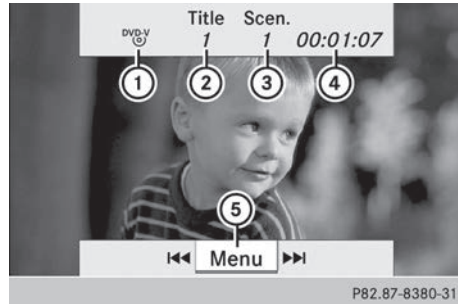 Title Scen.
DVD-V 1 1 00:01:07
1 2 3 4
5
Menu
P82.87-8380-31